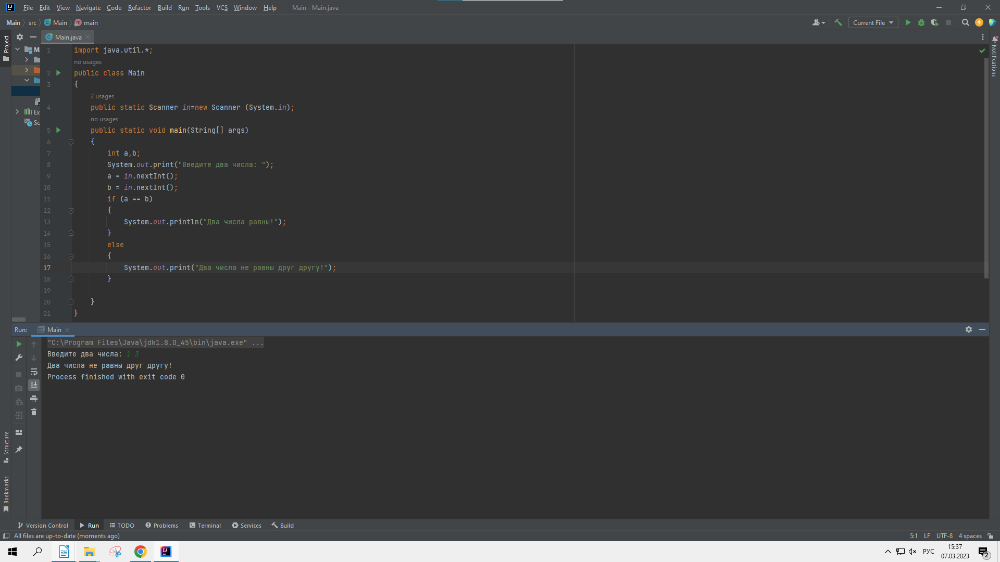 File Edit View Navigate Code Refactor Build Run Tools VCS Window Help Main - Main.java
Main src Main main Current File
Project Main.java Notifications
1 import java.util.*;
no usages
2 public class Main
3 {
2 usages
4 public static Scanner in=new Scanner (System.in);
no usages
5 public static void main(String[] args)
6 {
7 int a,b;
8 System.out.print("Введите два числа: ");
9 a = in.nextInt();
10 b = in.nextInt();
11 if (a == b)
12 {
13 System.out.println("Два числа равны!");
14 }
15 else
16 {
17 System.out.print("Два числа не равны друг другу!");
18 }
19
20 }
21 }
Ma
Ex
Sc
Run: Main
"C:\Program Files\Java\jdk1.8.0_45\bin\java.exe" ...
Введите два числа: 1 3
Два числа не равны друг другу!
Process finished with exit code 0
Structure
Bookmarks
Version Control Run TODO Problems Terminal Services Build
All files are up-to-date (moments ago) 5:1 LF UTF-8 4 spaces
РУС 15:37
07.03.2023 2